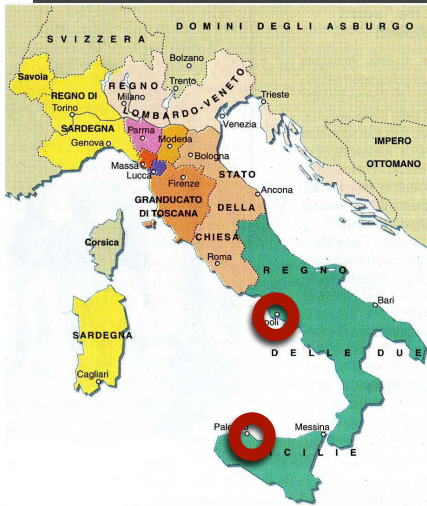 DOMINI DEGLI ASBURGO
SVIZZERA
Bolzano
Savoia
REGNO
Trento
REGNO DI
Milano
LOMBARDO-VENETO
Trieste
Torino
Venezia
SARDEGNA
Parma
Modena
IMPERO
Genova
Bologna
OTTOMANO
Massa
STATO
Lucca
Firenze
Ancona
GRANDUCATO
DI TOSCANA
DELLA
CHIESA
Corsica
Roma
REGNO
Bari
poli
SARDEGNA
DELLE DUE
Cagliari
Messina
ICILIE